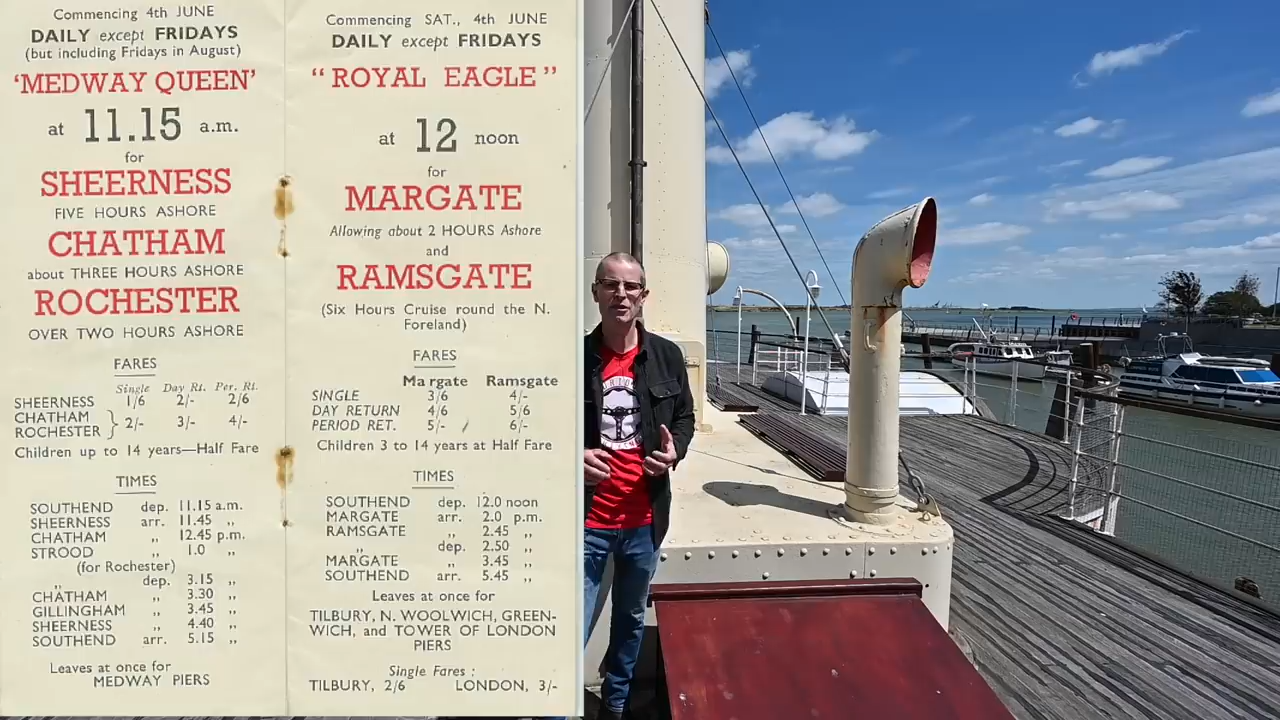 Commencing 4th JUNE
DAILY except FRIDAYS
(but including Fridays in August)
'MEDWAY QUEEN'
at 11.15 a.m.
for
SHEERNESS
FIVE HOURS ASHORE
CHATHAM
about THREE HOURS ASHORE
ROCHESTER
OVER TWO HOURS ASHORE
FARES
Single Day Rt. Per. Rt.
SHEERNESS 1/6 2/- 2/6
CHATHAM
ROCHESTER } 2/- 3/- 4/-
Children up to 14 years—Half Fare
TIMES
SOUTHEND dep. 11.15 a.m.
SHEERNESS arr. 11.45 ,,
CHATHAM ,, 12.45 p.m.
STROOD ,, 1.0 ,,
(for Rochester)
,, dep. 3.15 ,,
CHATHAM ,, 3.30 ,,
GILLINGHAM ,, 3.45 ,,
SHEERNESS ,, 4.40 ,,
SOUTHEND arr. 5.15 ,,
Leaves at once for
MEDWAY PIERS
Commencing SAT., 4th JUNE
DAILY except FRIDAYS
"ROYAL EAGLE"
at 12 noon
for
MARGATE
Allowing about 2 HOURS Ashore
and
RAMSGATE
(Six Hours Cruise round the N.
Foreland)
FARES
Margate Ramsgate
SINGLE 3/6 4/-
DAY RETURN 4/6 5/6
PERIOD RET. 5/- 6/-
Children 3 to 14 years at Half Fare
TIMES
SOUTHEND dep. 12.0 noon
MARGATE arr. 2.0 p.m.
RAMSGATE ,, 2.45 ,,
,, dep. 2.50 ,,
MARGATE ,, 3.45 ,,
SOUTHEND arr. 5.45 ,,
Leaves at once for
TILBURY, N. WOOLWICH, GREEN-
WICH, and TOWER OF LONDON
PIERS
Single Fares :
TILBURY, 2/6 LONDON, 3/-